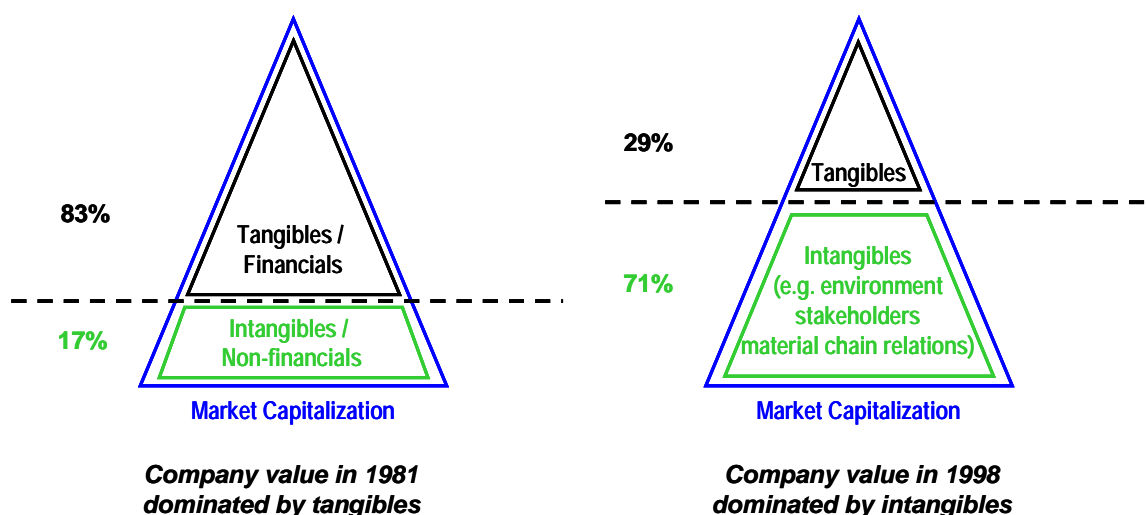 83%
Tangibles /
Financials
17%
Intangibles /
Non-financials
Market Capitalization
Company value in 1981
dominated by tangibles
29%
Tangibles
71%
Intangibles
(e.g. environment
stakeholders
material chain relations)
Market Capitalization
Company value in 1998
dominated by intangibles